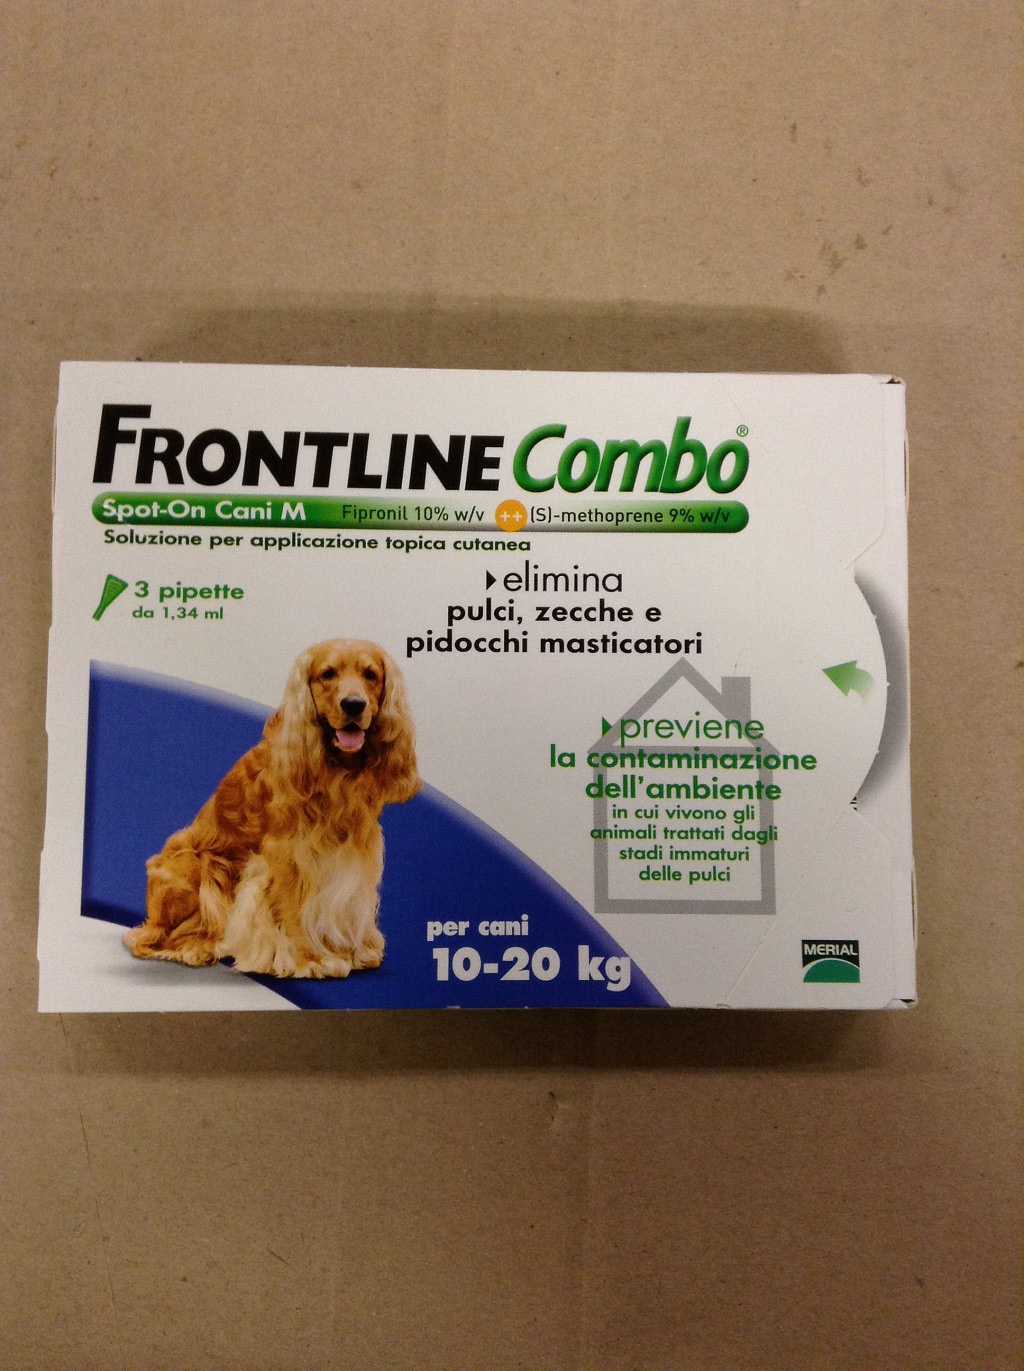 FRONTLINE Combo®
Spot-On Cani M Fipronil 10% w/v ++ (S)-methoprene 9% w/v
Soluzione per applicazione topica cutanea
3 pipette
da 1,34 ml
elimina
pulci, zecche e
pidocchi masticatori
previene
la contaminazione
dell'ambiente
in cui vivono gli
animali trattati dagli
stadi immaturi
delle pulci
per cani
10-20 kg
MERIAL